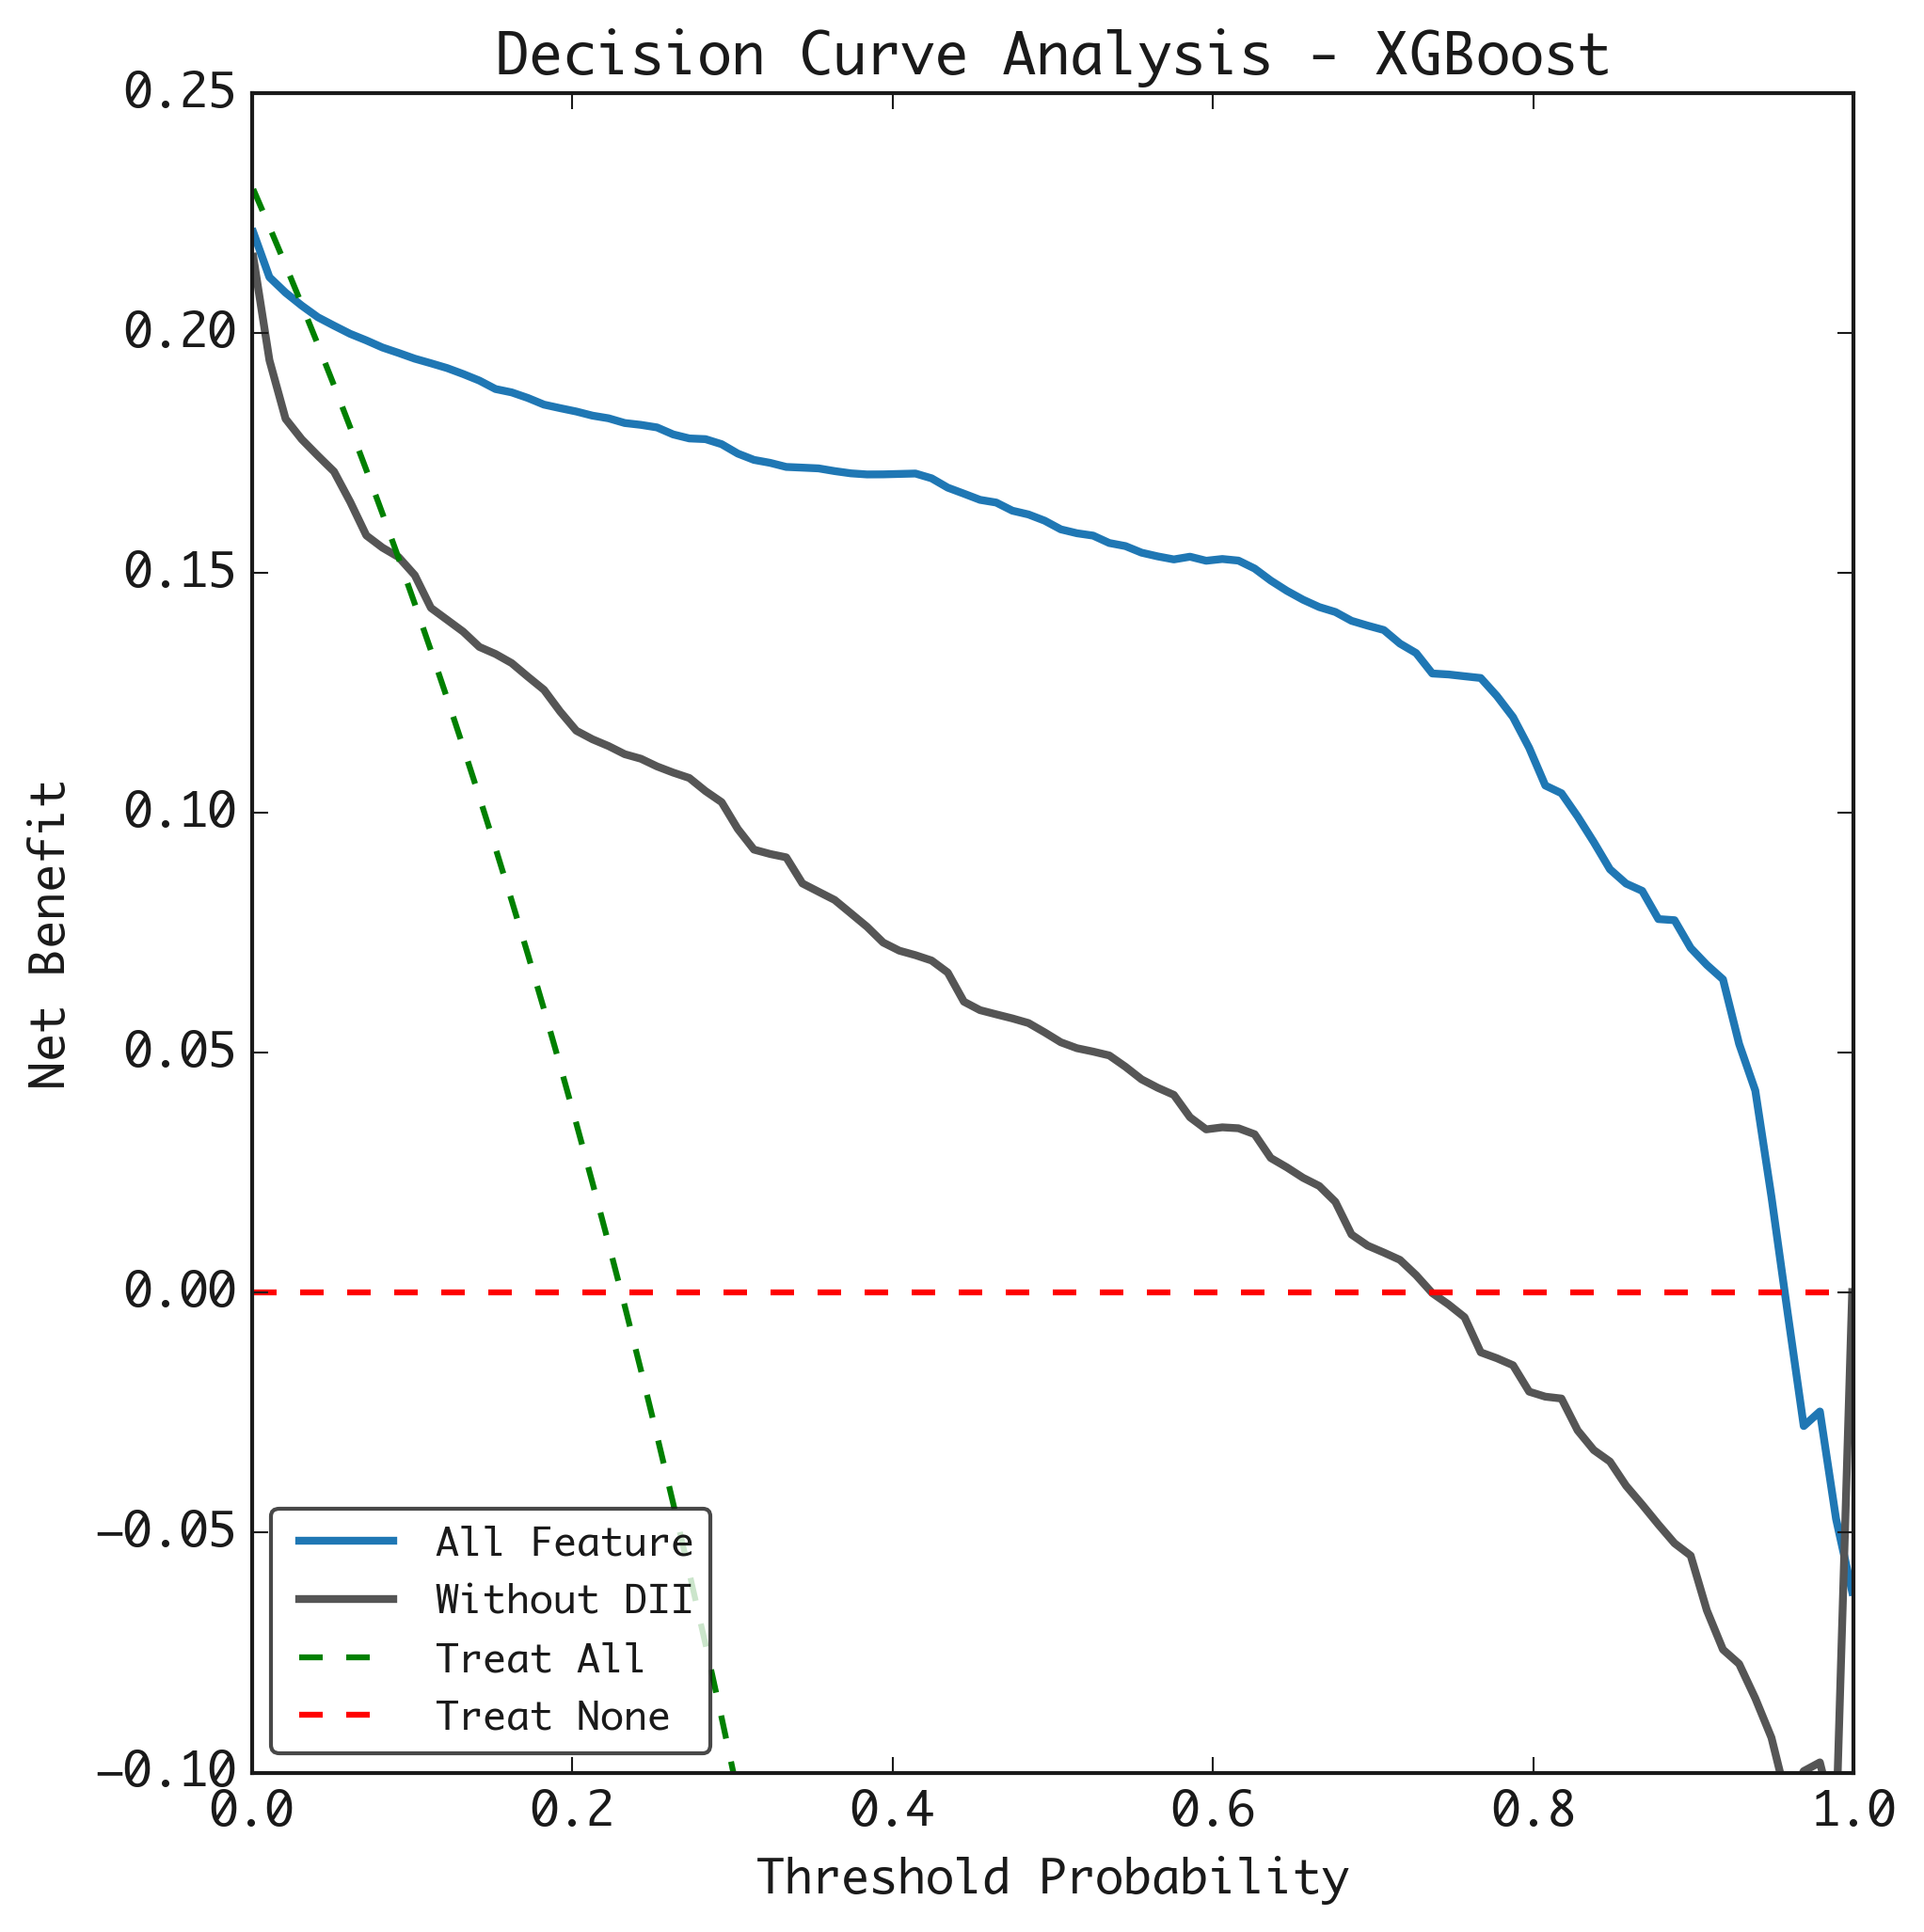 Decision Curve Analysis - XGBoost
0.25
0.20
0.15
0.10
0.05
0.00
−0.05
−0.10
Net Benefit
All Feature
Without DII
Treat All
Treat None
0.0 0.2 0.4 0.6 0.8 1.0
Threshold Probability